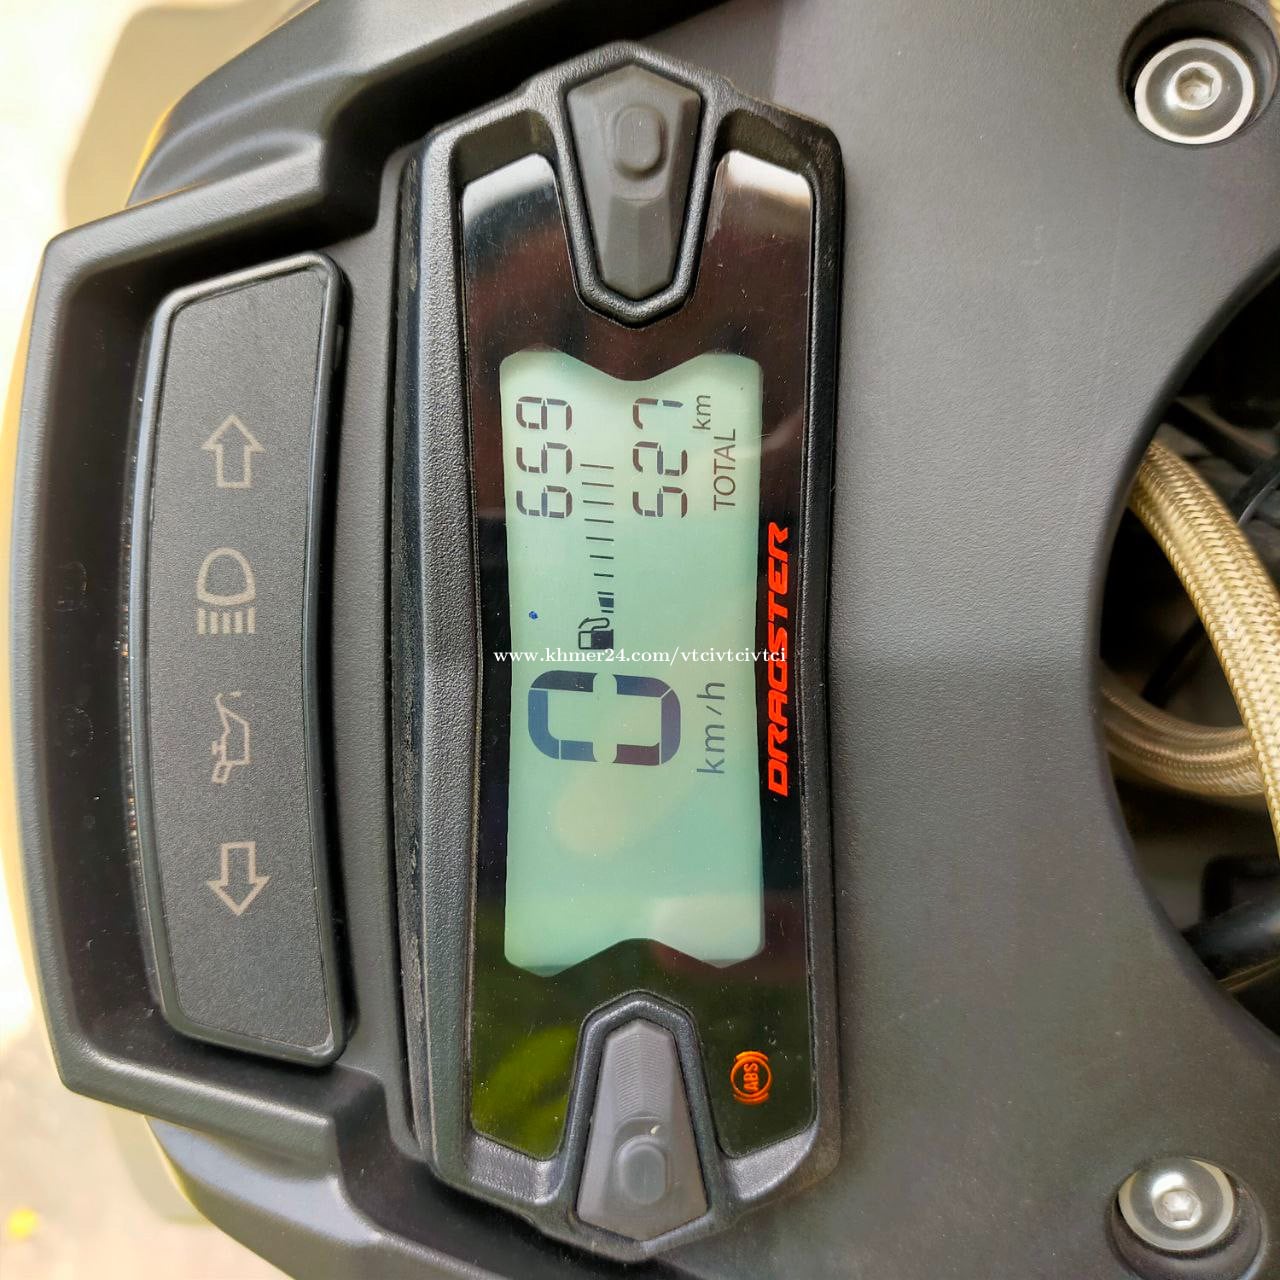 659
0
527
km/h
km
TOTAL
DRAGSTER
ABS
www.khmer24.com/vtcivtcivtci